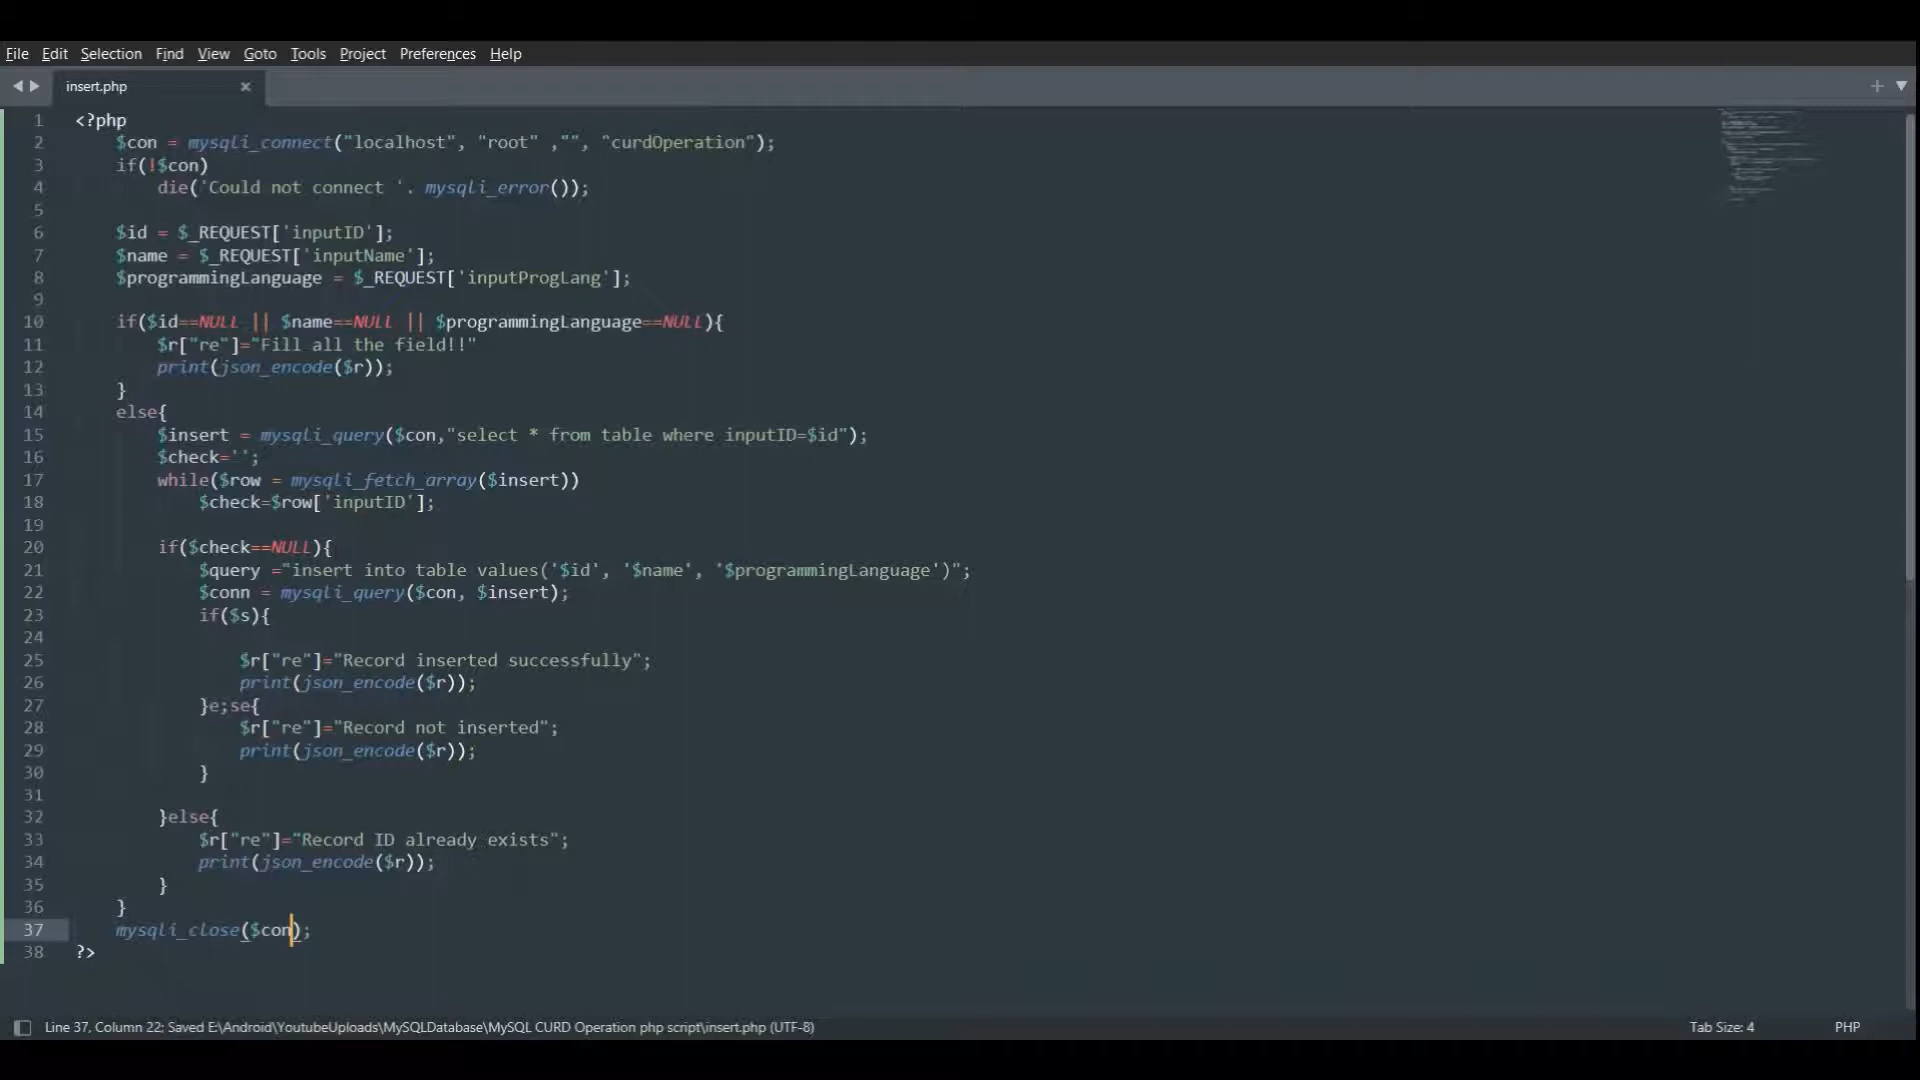 File Edit Selection Find View Goto Tools Project Preferences Help
insert.php
1 <?php
2 $con = mysqli_connect("localhost", "root" ,"", "curdOperation");
3 if(!$con)
4 die('Could not connect '. mysqli_error());
5
6 $id = $_REQUEST['inputID'];
7 $name = $_REQUEST['inputName'];
8 $programmingLanguage = $_REQUEST['inputProgLang'];
9
10 if($id==NULL || $name==NULL || $programmingLanguage==NULL){
11 $r["re"]="Fill all the field!!"
12 print(json_encode($r));
13 }
14 else{
15 $insert = mysqli_query($con,"select * from table where inputID=$id");
16 $check='';
17 while($row = mysqli_fetch_array($insert))
18 $check=$row['inputID'];
19
20 if($check==NULL){
21 $query ="insert into table values('$id', '$name', '$programmingLanguage')";
22 $conn = mysqli_query($con, $insert);
23 if($s){
24
25 $r["re"]="Record inserted successfully";
26 print(json_encode($r));
27 }e;se{
28 $r["re"]="Record not inserted";
29 print(json_encode($r));
30 }
31
32 }else{
33 $r["re"]="Record ID already exists";
34 print(json_encode($r));
35 }
36 }
37 mysqli_close($con);
38 ?>
Line 37, Column 22; Saved E:\Android\YoutubeUploads\MySQLDatabase\MySQL CURD Operation php script\insert.php (UTF-8) Tab Size: 4 PHP